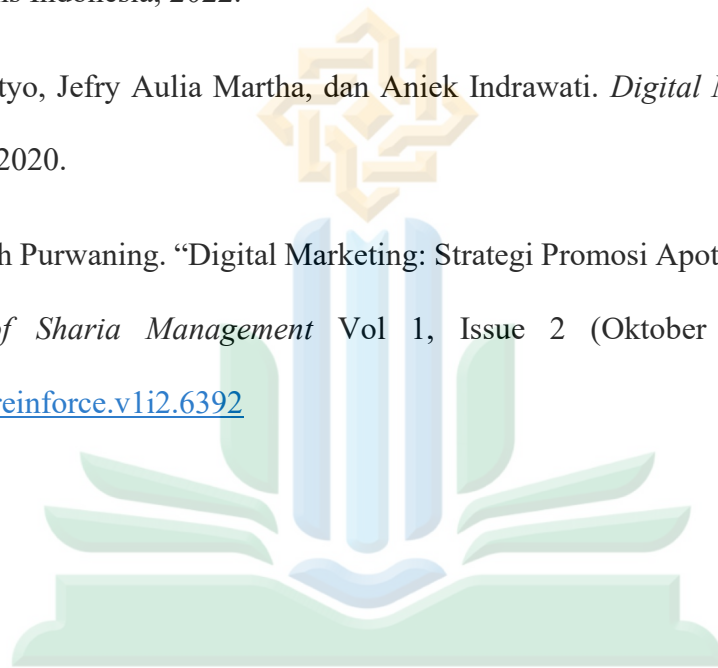 Indonesia, 2022.
tyo, Jefry Aulia Martha, dan Aniek Indrawati. Digital
2020.
h Purwaning. “Digital Marketing: Strategi Promosi Apot
of Sharia Management Vol 1, Issue 2 (Oktober
reinforce.v1i2.6392